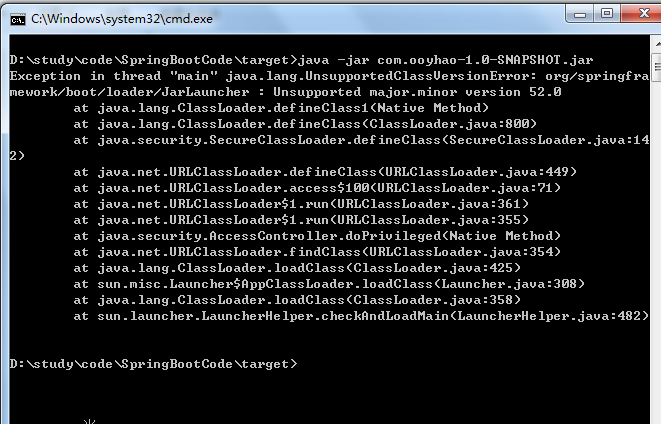 C:\Windows\system32\cmd.exe
D:\study\code\SpringBootCode\target>java -jar com.ooyhao-1.0-SNAPSHOT.jar
Exception in thread "main" java.lang.UnsupportedClassVersionError: org/springfra
mework/boot/loader/JarLauncher : Unsupported major.minor version 52.0
at java.lang.ClassLoader.defineClass1(Native Method)
at java.lang.ClassLoader.defineClass(ClassLoader.java:800)
at java.security.SecureClassLoader.defineClass(SecureClassLoader.java:14
2)
at java.net.URLClassLoader.defineClass(URLClassLoader.java:449)
at java.net.URLClassLoader.access$100(URLClassLoader.java:71)
at java.net.URLClassLoader$1.run(URLClassLoader.java:361)
at java.net.URLClassLoader$1.run(URLClassLoader.java:355)
at java.security.AccessController.doPrivileged(Native Method)
at java.net.URLClassLoader.findClass(URLClassLoader.java:354)
at java.lang.ClassLoader.loadClass(ClassLoader.java:425)
at sun.misc.Launcher$AppClassLoader.loadClass(Launcher.java:308)
at java.lang.ClassLoader.loadClass(ClassLoader.java:358)
at sun.launcher.LauncherHelper.checkAndLoadMain(LauncherHelper.java:482)
D:\study\code\SpringBootCode\target>